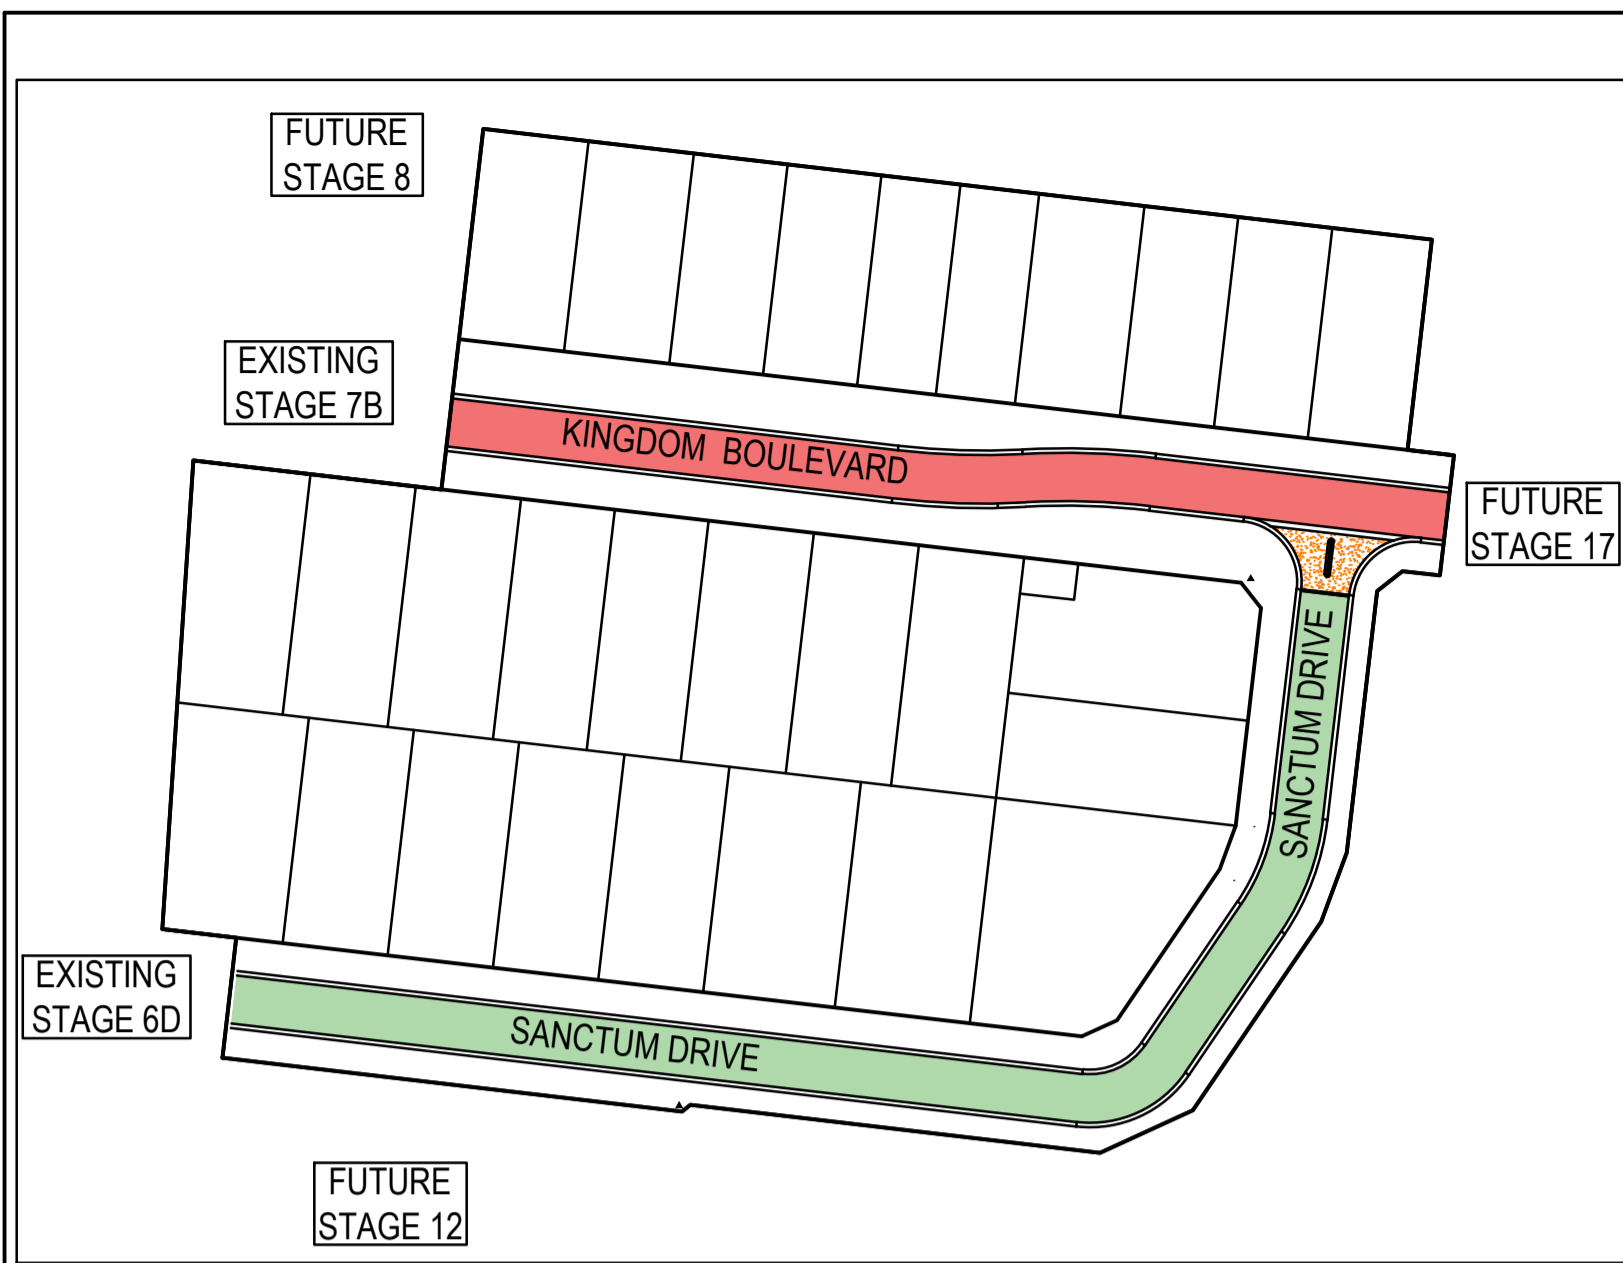 FUTURE
STAGE 8
EXISTING
STAGE 7B
KINGDOM BOULEVARD
FUTURE
STAGE 17
SANCTUM DRIVE
EXISTING
STAGE 6D
SANCTUM DRIVE
FUTURE
STAGE 12